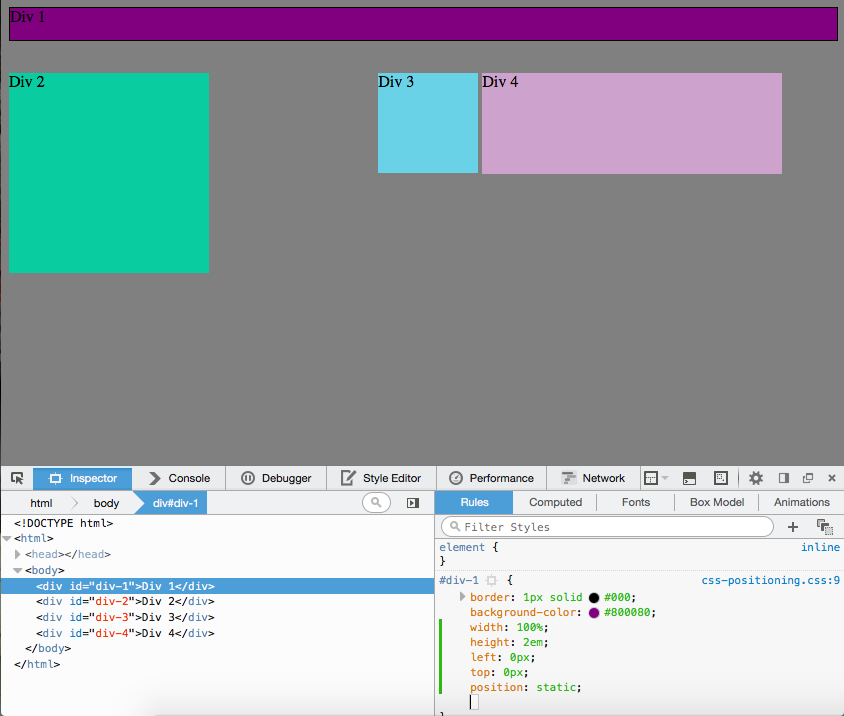 Div 1
Div 2
Div 3
Div 4
Inspector Console Debugger Style Editor Performance Network
html body div#div-1
Rules Computed Fonts Box Model Animations
Filter Styles
<!DOCTYPE html>
<html>
<head></head>
<body>
<div id="div-1">Div 1</div>
<div id="div-2">Div 2</div>
<div id="div-3">Div 3</div>
<div id="div-4">Div 4</div>
</body>
</html>
element { inline
}
#div-1 { css-positioning.css:9
border: 1px solid #000;
background-color: #800080;
width: 100%;
height: 2em;
left: 0px;
top: 0px;
position: static;
}